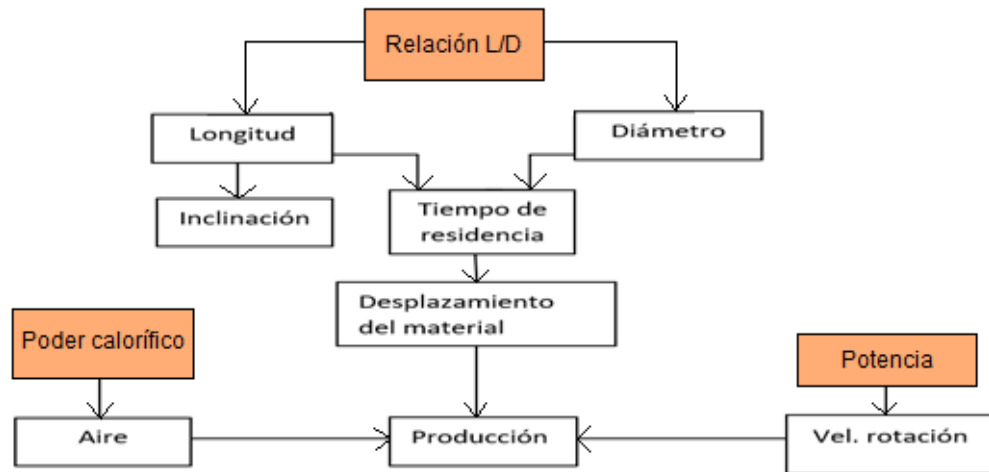 Relación L/D
Longitud
Diámetro
Inclinación
Tiempo de
residencia
Desplazamiento
del material
Poder calorífico
Potencia
Aire
Producción
Vel. rotación